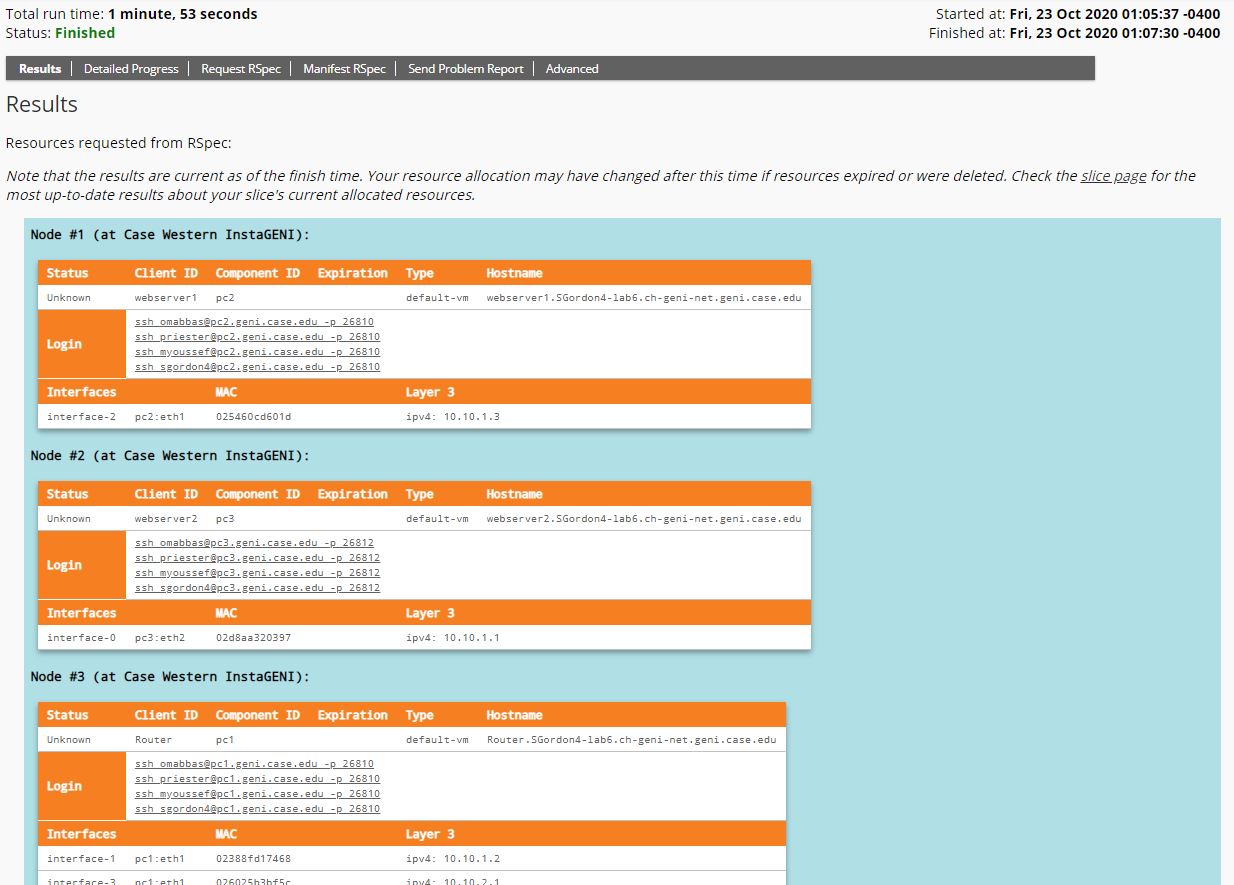 Total run time: 1 minute, 53 seconds
Started at: Fri, 23 Oct 2020 01:05:37 -0400
Status: Finished
Finished at: Fri, 23 Oct 2020 01:07:30 -0400
Results Detailed Progress Request RSpec Manifest RSpec Send Problem Report Advanced
Results
Resources requested from RSpec:
Note that the results are current as of the finish time. Your resource allocation may have changed after this time if resources expired or were deleted. Check the slice page for the
most up-to-date results about your slice's current allocated resources.
Node #1 (at Case Western InstaGENI):
Status Client ID Component ID Expiration Type Hostname
Unknown webserver1 pc2 default-vm webserver1.SGordon4-lab6.ch-geni-net.geni.case.edu
Login
ssh omabbas@pc2.geni.case.edu -p 26810
ssh priester@pc2.geni.case.edu -p 26810
ssh myoussef@pc2.geni.case.edu -p 26810
ssh sgordon4@pc2.geni.case.edu -p 26810
Interfaces MAC Layer 3
interface-2 pc2:eth1 025460cd601d ipv4: 10.10.1.3
Node #2 (at Case Western InstaGENI):
Status Client ID Component ID Expiration Type Hostname
Unknown webserver2 pc3 default-vm webserver2.SGordon4-lab6.ch-geni-net.geni.case.edu
Login
ssh omabbas@pc3.geni.case.edu -p 26812
ssh priester@pc3.geni.case.edu -p 26812
ssh myoussef@pc3.geni.case.edu -p 26812
ssh sgordon4@pc3.geni.case.edu -p 26812
Interfaces MAC Layer 3
interface-0 pc3:eth2 02d8aa320397 ipv4: 10.10.1.1
Node #3 (at Case Western InstaGENI):
Status Client ID Component ID Expiration Type Hostname
Unknown Router pc1 default-vm Router.SGordon4-lab6.ch-geni-net.geni.case.edu
Login
ssh omabbas@pc1.geni.case.edu -p 26810
ssh priester@pc1.geni.case.edu -p 26810
ssh myoussef@pc1.geni.case.edu -p 26810
ssh sgordon4@pc1.geni.case.edu -p 26810
Interfaces MAC Layer 3
interface-1 pc1:eth1 02388fd17468 ipv4: 10.10.1.2
interface-3 pc1:eth1 026025b3bf5c ipv4: 10.10.2.1